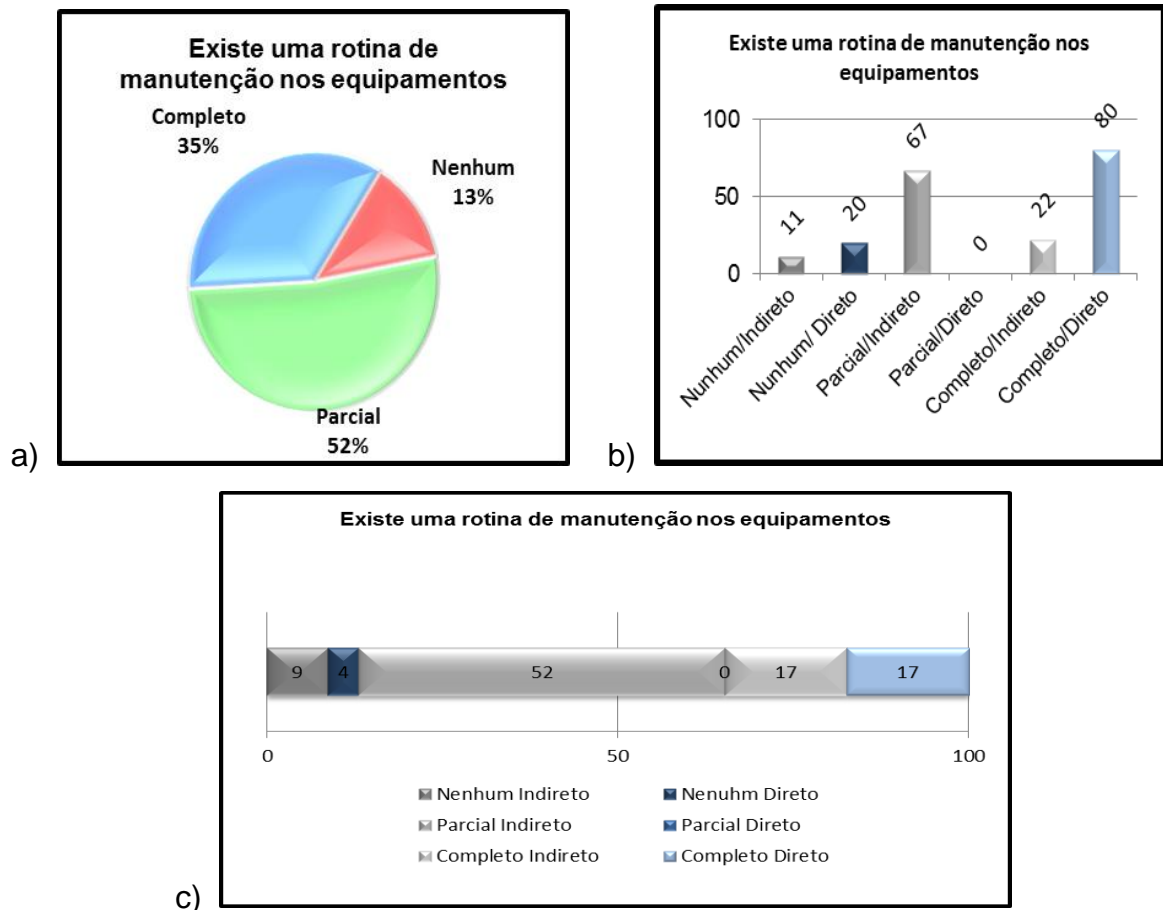 Existe uma rotina de
manutenção nos equipamentos
Completo
35%
Nenhum
13%
Parcial
52%
a)
Existe uma rotina de manutenção nos
equipamentos
100
50
0
11
20
67
0
22
80
Nunhum/Indireto
Nunhum/ Direto
Parcial/Indireto
Parcial/Direto
Completo/Indireto
Completo/Direto
b)
Existe uma rotina de manutenção nos equipamentos
9 4 52 0 17 17
0 50 100
Nenhum Indireto Nenuhm Direto
Parcial Indireto Parcial Direto
Completo Indireto Completo Direto
c)